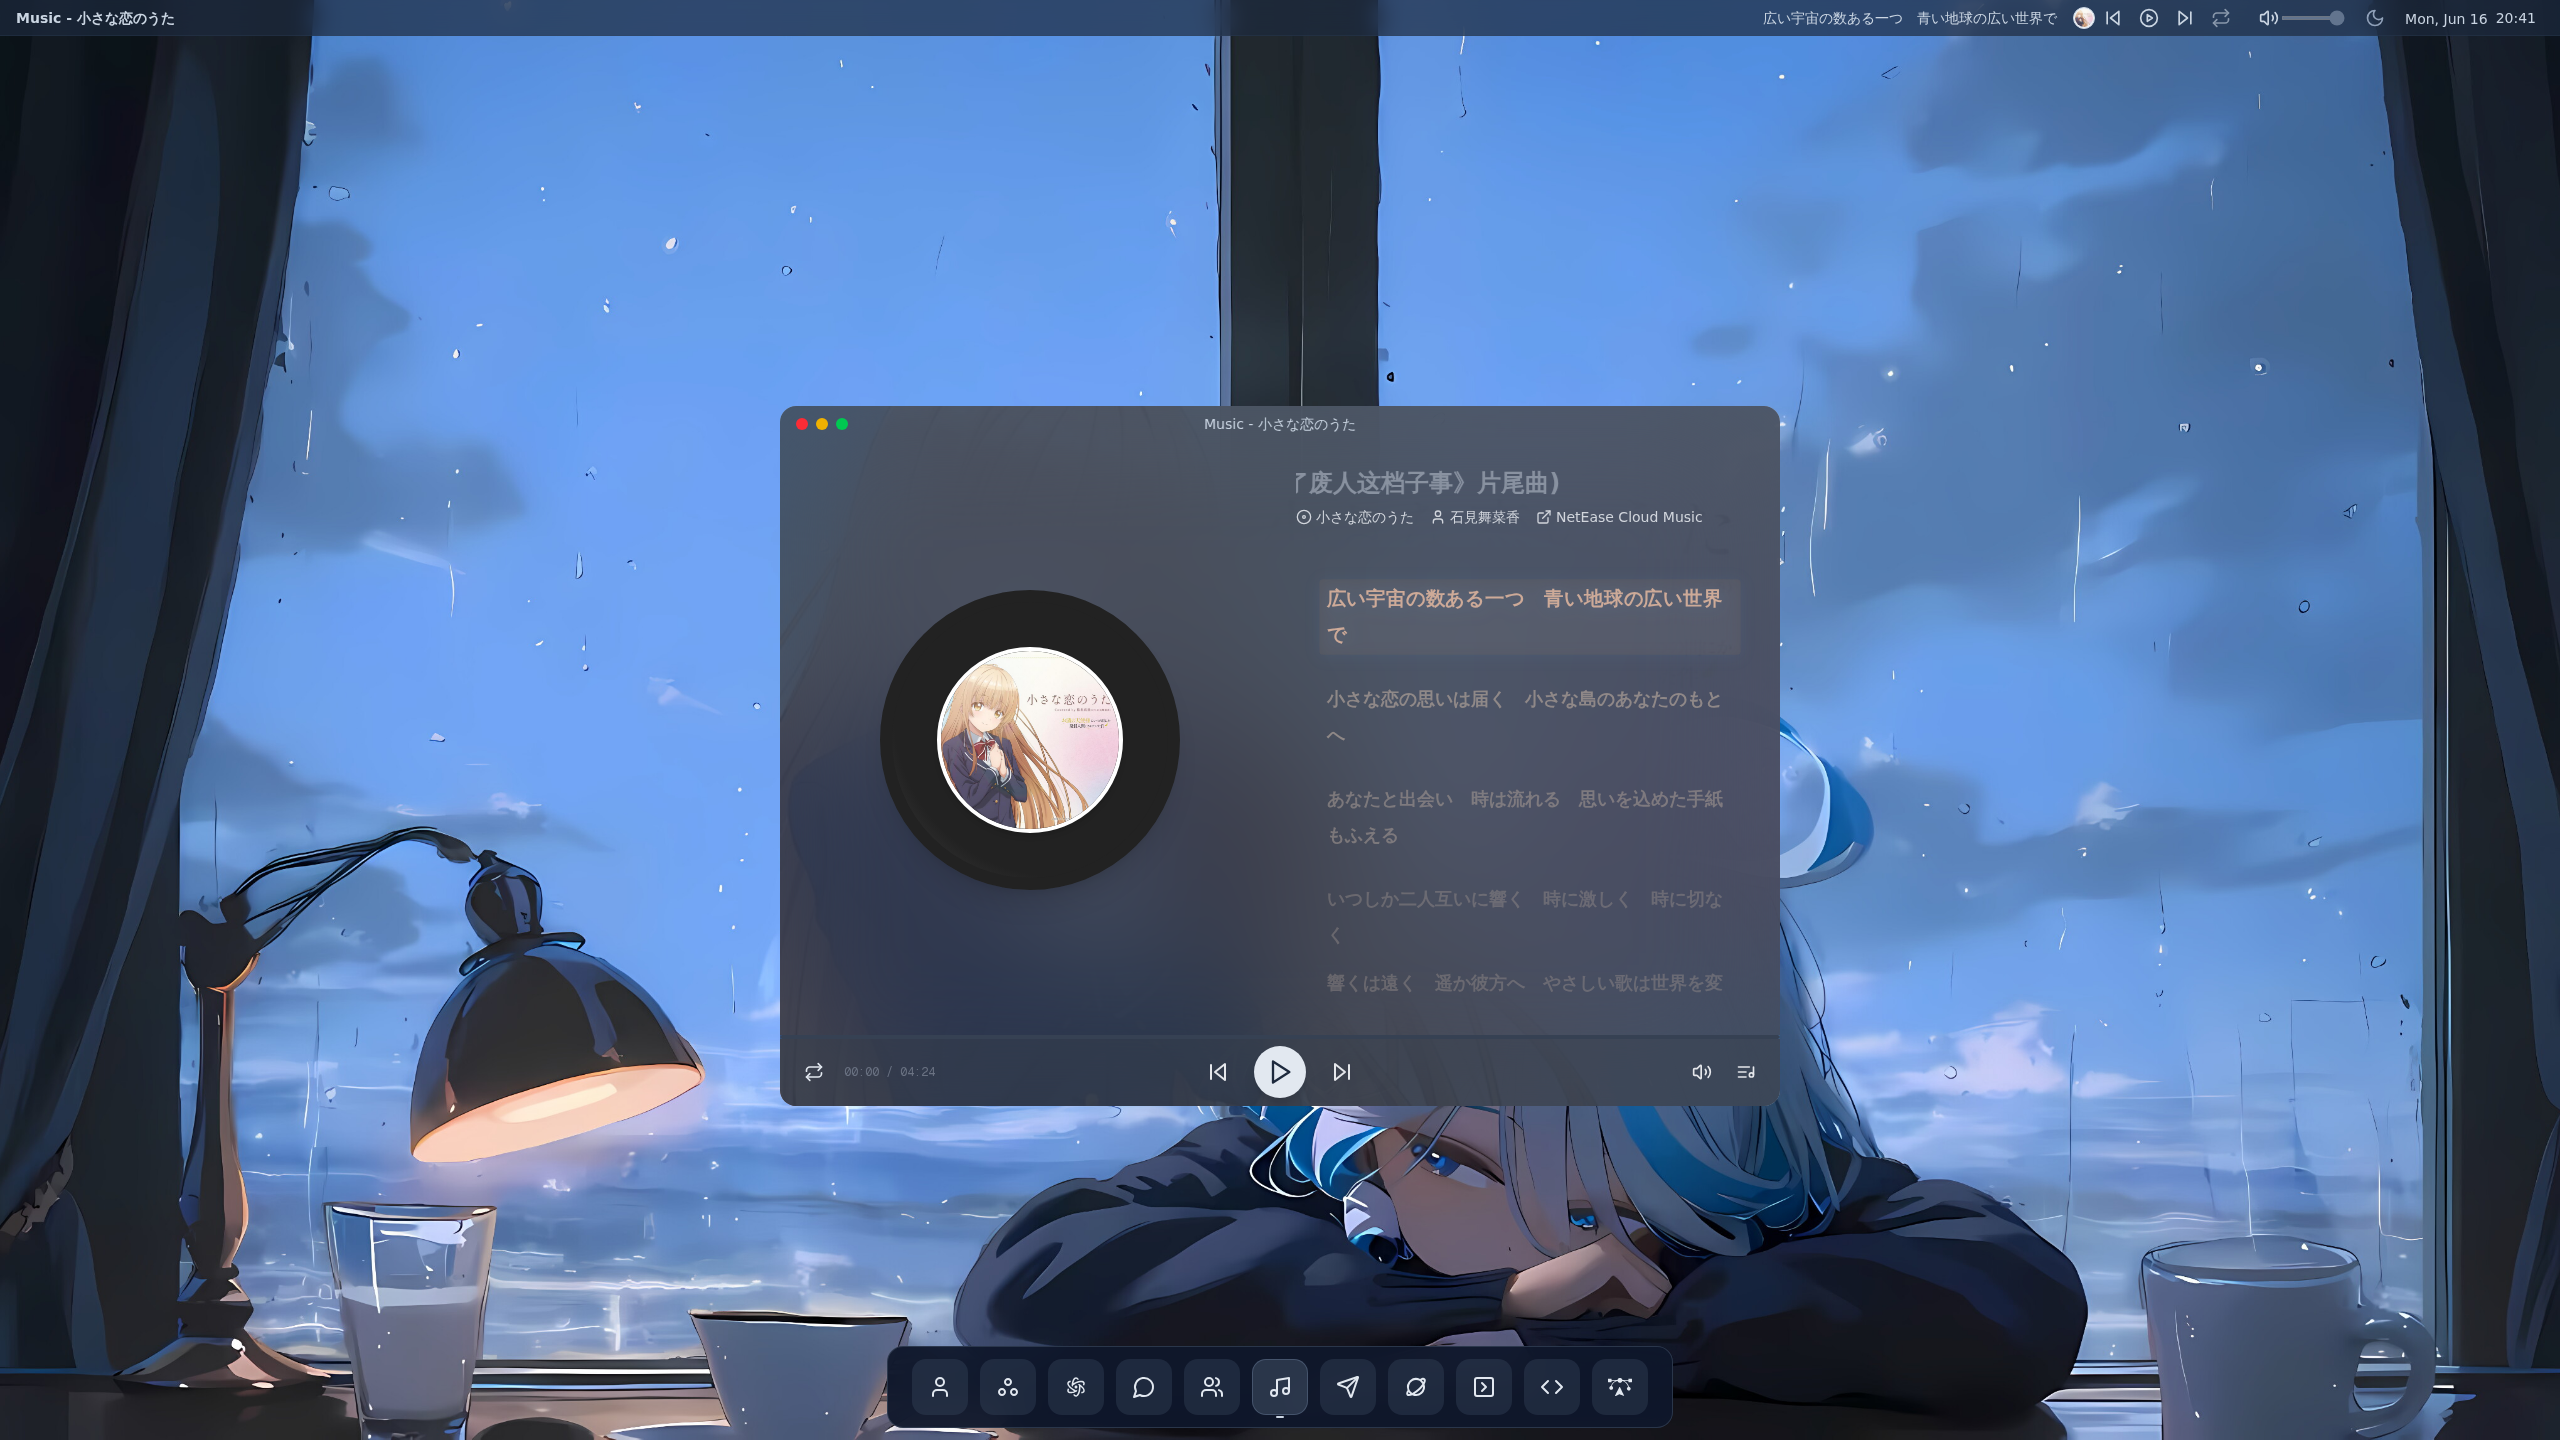 Music - 小さな恋のうた
広い宇宙の数ある一つ　青い地球の広い世界で
Mon, Jun 16 20:41
Music - 小さな恋のうた
了废人这档子事》片尾曲)
小さな恋のうた 石見舞菜香 NetEase Cloud Music
小さな恋のうた
広い宇宙の数ある一つ　青い地球の広い世界
で
小さな恋の思いは届く　小さな島のあなたのもと
へ
あなたと出会い　時は流れる　思いを込めた手紙
もふえる
いつしか二人互いに響く　時に激しく　時に切な
く
響くは遠く　遥か彼方へ　やさしい歌は世界を変
00:00 / 04:24